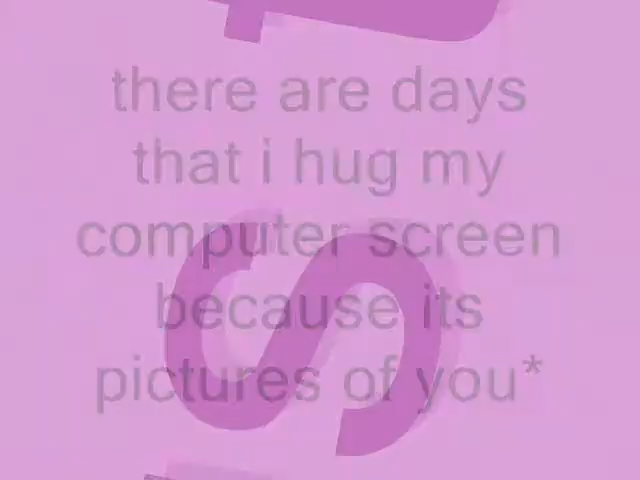 there are days
that i hug my
computer screen
because its
pictures of you*